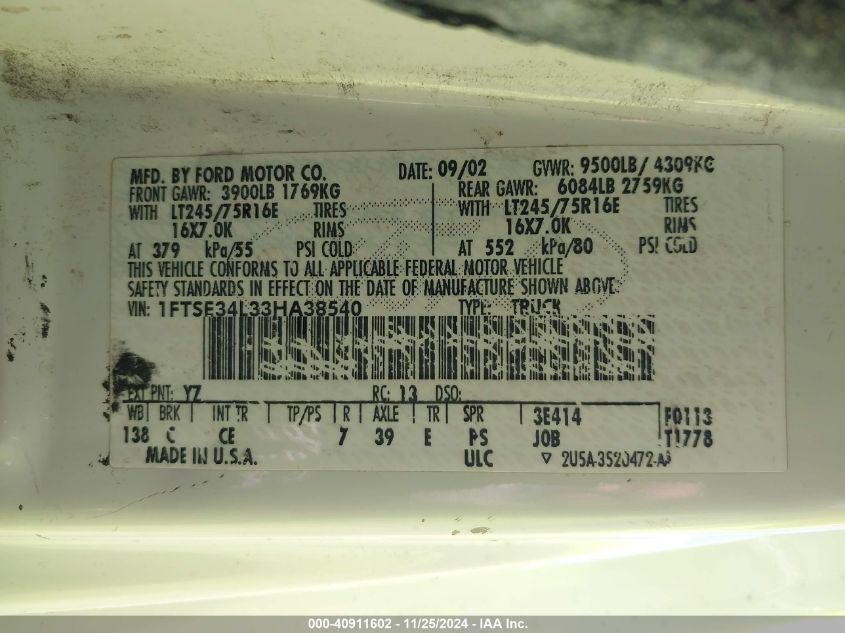 MFD. BY FORD MOTOR CO. DATE: 09/02 GVWR: 9500LB/ 4309KG
FRONT GAWR: 3900LB 1769KG REAR GAWR: 6084LB 2759KG
WITH LT245/75R16E TIRES WITH LT245/75R16E TIRES
16X7.0K RIMS 16X7.0K RIMS
AT 379 kPa/55 PSI COLD AT 552 kPa/80 PSI COLD
THIS VEHICLE CONFORMS TO ALL APPLICABLE FEDERAL MOTOR VEHICLE
SAFETY STANDARDS IN EFFECT ON THE DATE OF MANUFACTURE SHOWN ABOVE.
VIN: 1FTSE34L33HA38540 TYPE: TRUCK
EXT PNT: YZ RC: 13 DSO:
WB BRK INT TR TP/PS R AXLE TR SPR 3E414 F0113
138 C CE 7 39 E PS JOB T1778
MADE IN U.S.A. ULC ▽ 2U5A-3520472-A
000-40911602 - 11/25/2024 - IAA Inc.